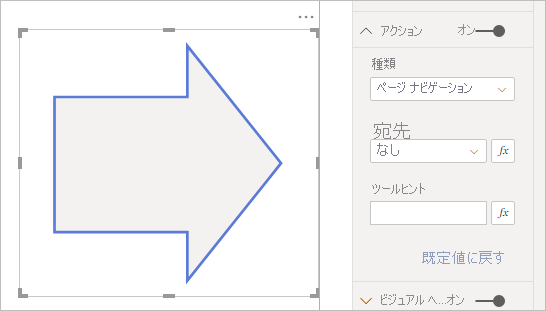 アクション オン
種類
ページ ナビゲーション
宛先
なし fx
ツールヒント
fx
既定値に戻す
ビジュアル ヘ...オン